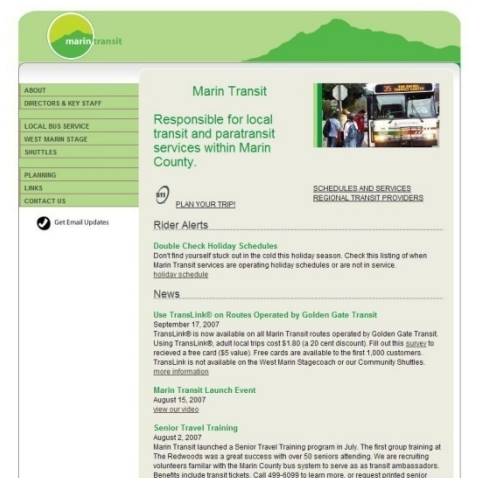 marin transit
ABOUT
DIRECTORS & KEY STAFF
LOCAL BUS SERVICE
WEST MARIN STAGE
SHUTTLES
PLANNING
LINKS
CONTACT US
Get Email Updates
Marin Transit
Responsible for local
transit and paratransit
services within Marin
County.
35
511
PLAN YOUR TRIP!
SCHEDULES AND SERVICES
REGIONAL TRANSIT PROVIDERS
Rider Alerts
Double Check Holiday Schedules
Don't find yourself stuck out in the cold this holiday season. Check this listing of when
Marin Transit services are operating holiday schedules or are not in service.
holiday schedule
News
Use TransLink® on Routes Operated by Golden Gate Transit
September 17, 2007
TransLink® is now available on all Marin Transit routes operated by Golden Gate Transit.
Using TransLink®, adult local trips cost $1.80 (a 20 cent discount). Fill out this survey to
recieved a free card ($5 value). Free cards are available to the first 1,000 customers.
TransLink is not available on the West Marin Stagecoach or our Community Shuttles.
more information
Marin Transit Launch Event
August 15, 2007
view our video
Senior Travel Training
August 2, 2007
Marin Transit launched a Senior Travel Training program in July. The first group training at
The Redwoods was a great success with over 50 seniors attending. We are recruiting
volunteers familar with the Marin County bus system to serve as as transit ambassadors.
Benefits include transit tickets. Call 499-6099 to learn more, or request printed senior